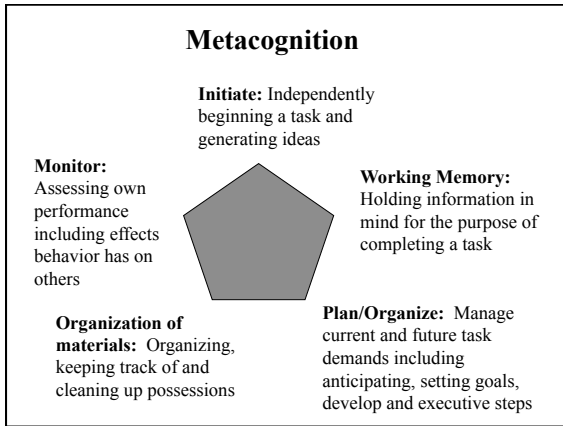 Metacognition
Initiate: Independently
beginning a task and
generating ideas
Monitor:
Assessing own
performance
including effects
behavior has on
others
Working Memory:
Holding information in
mind for the purpose of
completing a task
Organization of
materials: Organizing,
keeping track of and
cleaning up possessions
Plan/Organize: Manage
current and future task
demands including
anticipating, setting goals,
develop and executive steps